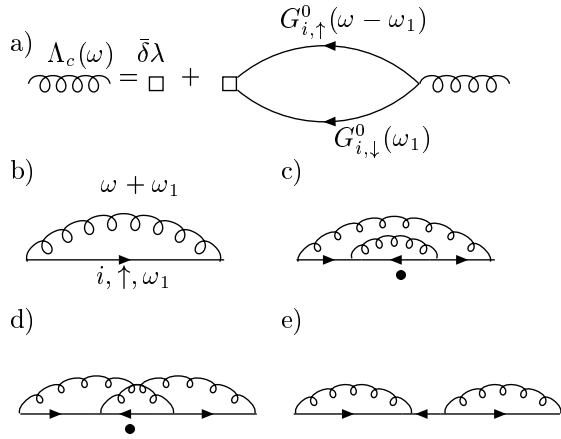 a)
Λ_c(ω) = δ̄λ + G^0_{i,↑}(ω − ω_1)
G^0_{i,↓}(ω_1)
b)
ω + ω_1
i, ↑, ω_1
c)
d)
e)